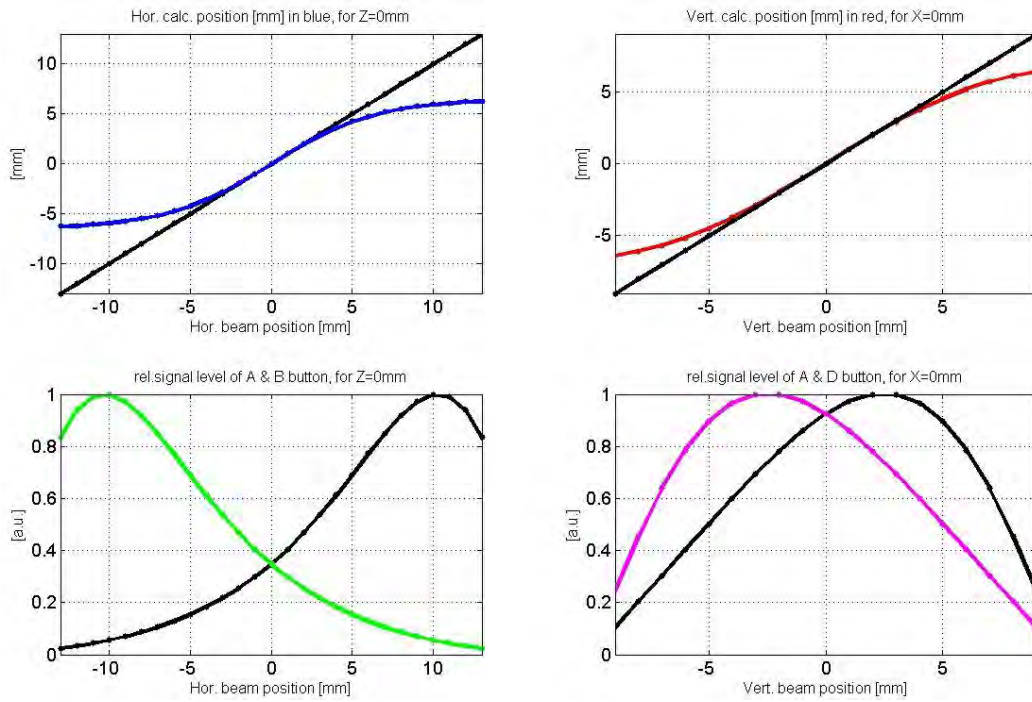 Hor. calc. position [mm] in blue, for Z=0mm
10
5
0
-5
-10
[mm]
-10 -5 0 5 10
Hor. beam position [mm]
Vert. calc position [mm] in red, for X=0mm
5
0
-5
[mm]
-5 0 5
Vert. beam position [mm]
rel.signal level of A & B button, for Z=0mm
1
0.8
0.6
0.4
0.2
0
[a.u.]
-10 -5 0 5 10
Hor. beam position [mm]
rel.signal level of A & D button, for X=0mm
1
0.8
0.6
0.4
0.2
0
[a.u.]
-5 0 5
Vert. beam position [mm]